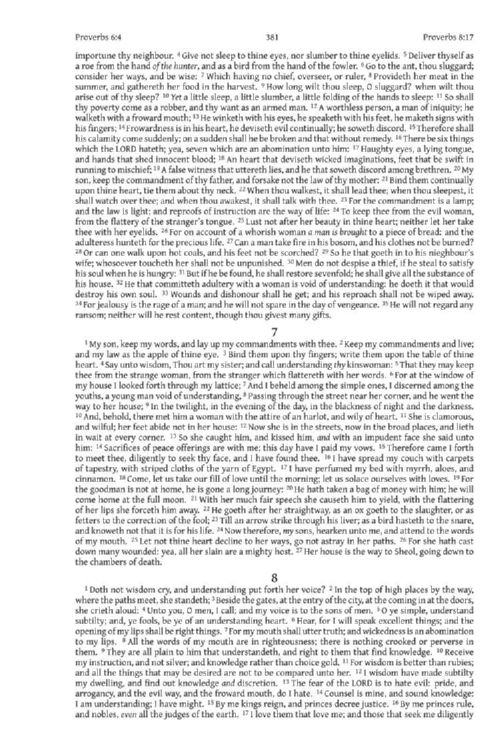 Proverbs 6:4 381 Proverbs 8:17
importune thy neighbour. 4 Give not sleep to thine eyes, nor slumber to thine eyelids. 5 Deliver thyself as
a roe from the hand of the hunter, and as a bird from the hand of the fowler. 6 Go to the ant, thou sluggard;
consider her ways, and be wise: 7 Which having no chief, overseer, or ruler, 8 Provideth her meat in the
summer, and gathereth her food in the harvest. 9 How long wilt thou sleep, O sluggard? when wilt thou
arise out of thy sleep? 10 Yet a little sleep, a little slumber, a little folding of the hands to sleep: 11 So shall
thy poverty come as a robber, and thy want as an armed man. 12 A worthless person, a man of iniquity; he
walketh with a froward mouth; 13 He winketh with his eyes, he speaketh with his feet, he maketh signs with
his fingers; 14 Frowardness is in his heart, he deviseth evil continually; he soweth discord. 15 Therefore shall
his calamity come suddenly; on a sudden shall he be broken and that without remedy. 16 There be six things
which the LORD hateth; yea, seven which are an abomination unto him: 17 Haughty eyes, a lying tongue,
and hands that shed innocent blood; 18 An heart that deviseth wicked imaginations, feet that be swift in
running to mischief; 19 A false witness that uttereth lies, and he that soweth discord among brethren. 20 My
son, keep the commandment of thy father, and forsake not the law of thy mother: 21 Bind them continually
upon thine heart, tie them about thy neck. 22 When thou walkest, it shall lead thee; when thou sleepest, it
shall watch over thee; and when thou awakest, it shall talk with thee. 23 For the commandment is a lamp;
and the law is light; and reproofs of instruction are the way of life: 24 To keep thee from the evil woman,
from the flattery of the stranger's tongue. 25 Lust not after her beauty in thine heart; neither let her take
thee with her eyelids. 26 For on account of a whorish woman a man is brought to a piece of bread: and the
adulteress hunteth for the precious life. 27 Can a man take fire in his bosom, and his clothes not be burned?
28 Or can one walk upon hot coals, and his feet not be scorched? 29 So he that goeth in to his nieghbour's
wife; whosoever toucheth her shall not be unpunished. 30 Men do not despise a thief, if he steal to satisfy
his soul when he is hungry: 31 But if he be found, he shall restore sevenfold; he shall give all the substance of
his house. 32 He that committeth adultery with a woman is void of understanding: he doeth it that would
destroy his own soul. 33 Wounds and dishonour shall he get; and his reproach shall not be wiped away.
34 For jealousy is the rage of a man; and he will not spare in the day of vengeance. 35 He will not regard any
ransom; neither will he rest content, though thou givest many gifts.
7
1 My son, keep my words, and lay up my commandments with thee. 2 Keep my commandments and live;
and my law as the apple of thine eye. 3 Bind them upon thy fingers; write them upon the table of thine
heart. 4 Say unto wisdom, Thou art my sister; and call understanding thy kinswoman: 5 That they may keep
thee from the strange woman, from the stranger which flattereth with her words. 6 For at the window of
my house I looked forth through my lattice; 7 And I beheld among the simple ones, I discerned among the
youths, a young man void of understanding, 8 Passing through the street near her corner, and he went the
way to her house; 9 In the twilight, in the evening of the day, in the blackness of night and the darkness.
10 And, behold, there met him a woman with the attire of an harlot, and wily of heart. 11 She is clamorous,
and wilful; her feet abide not in her house: 12 Now she is in the streets, now in the broad places, and lieth
in wait at every corner. 13 So she caught him, and kissed him, and with an impudent face she said unto
him: 14 Sacrifices of peace offerings are with me; this day have I paid my vows. 15 Therefore came I forth
to meet thee, diligently to seek thy face, and I have found thee. 16 I have spread my couch with carpets
of tapestry, with striped cloths of the yarn of Egypt. 17 I have perfumed my bed with myrrh, aloes, and
cinnamon. 18 Come, let us take our fill of love until the morning; let us solace ourselves with loves. 19 For
the goodman is not at home, he is gone a long journey: 20 He hath taken a bag of money with him; he will
come home at the full moon. 21 With her much fair speech she causeth him to yield, with the flattering
of her lips she forceth him away. 22 He goeth after her straightway, as an ox goeth to the slaughter, or as
fetters to the correction of the fool; 23 Till an arrow strike through his liver; as a bird hasteth to the snare,
and knoweth not that it is for his life. 24 Now therefore, my sons, hearken unto me, and attend to the words
of my mouth. 25 Let not thine heart decline to her ways, go not astray in her paths. 26 For she hath cast
down many wounded: yea, all her slain are a mighty host. 27 Her house is the way to Sheol, going down to
the chambers of death.
8
1 Doth not wisdom cry, and understanding put forth her voice? 2 In the top of high places by the way,
where the paths meet, she standeth; 3 Beside the gates, at the entry of the city, at the coming in at the doors,
she crieth aloud: 4 Unto you, O men, I call; and my voice is to the sons of men. 5 O ye simple, understand
subtilty; and, ye fools, be ye of an understanding heart. 6 Hear, for I will speak excellent things; and the
opening of my lips shall be right things. 7 For my mouth shall utter truth; and wickedness is an abomination
to my lips. 8 All the words of my mouth are in righteousness; there is nothing crooked or perverse in
them. 9 They are all plain to him that understandeth, and right to them that find knowledge. 10 Receive
my instruction, and not silver; and knowledge rather than choice gold. 11 For wisdom is better than rubies;
and all the things that may be desired are not to be compared unto her. 12 I wisdom have made subtilty
my dwelling, and find out knowledge and discretion. 13 The fear of the LORD is to hate evil: pride, and
arrogancy, and the evil way, and the froward mouth, do I hate. 14 Counsel is mine, and sound knowledge:
I am understanding; I have might. 15 By me kings reign, and princes decree justice. 16 By me princes rule,
and nobles, even all the judges of the earth. 17 I love them that love me; and those that seek me diligently